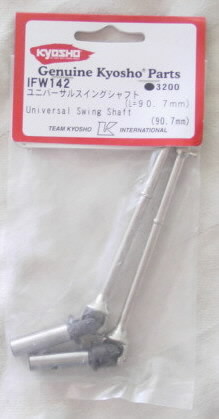 KYOSHO
Genuine Kyosho Parts
IFW142 ●3200
ユニバーサルスイングシャフト
(L=90.7mm)
Universal Swing Shaft
(90.7mm)
TEAM KYOSHO K INTERNATIONAL